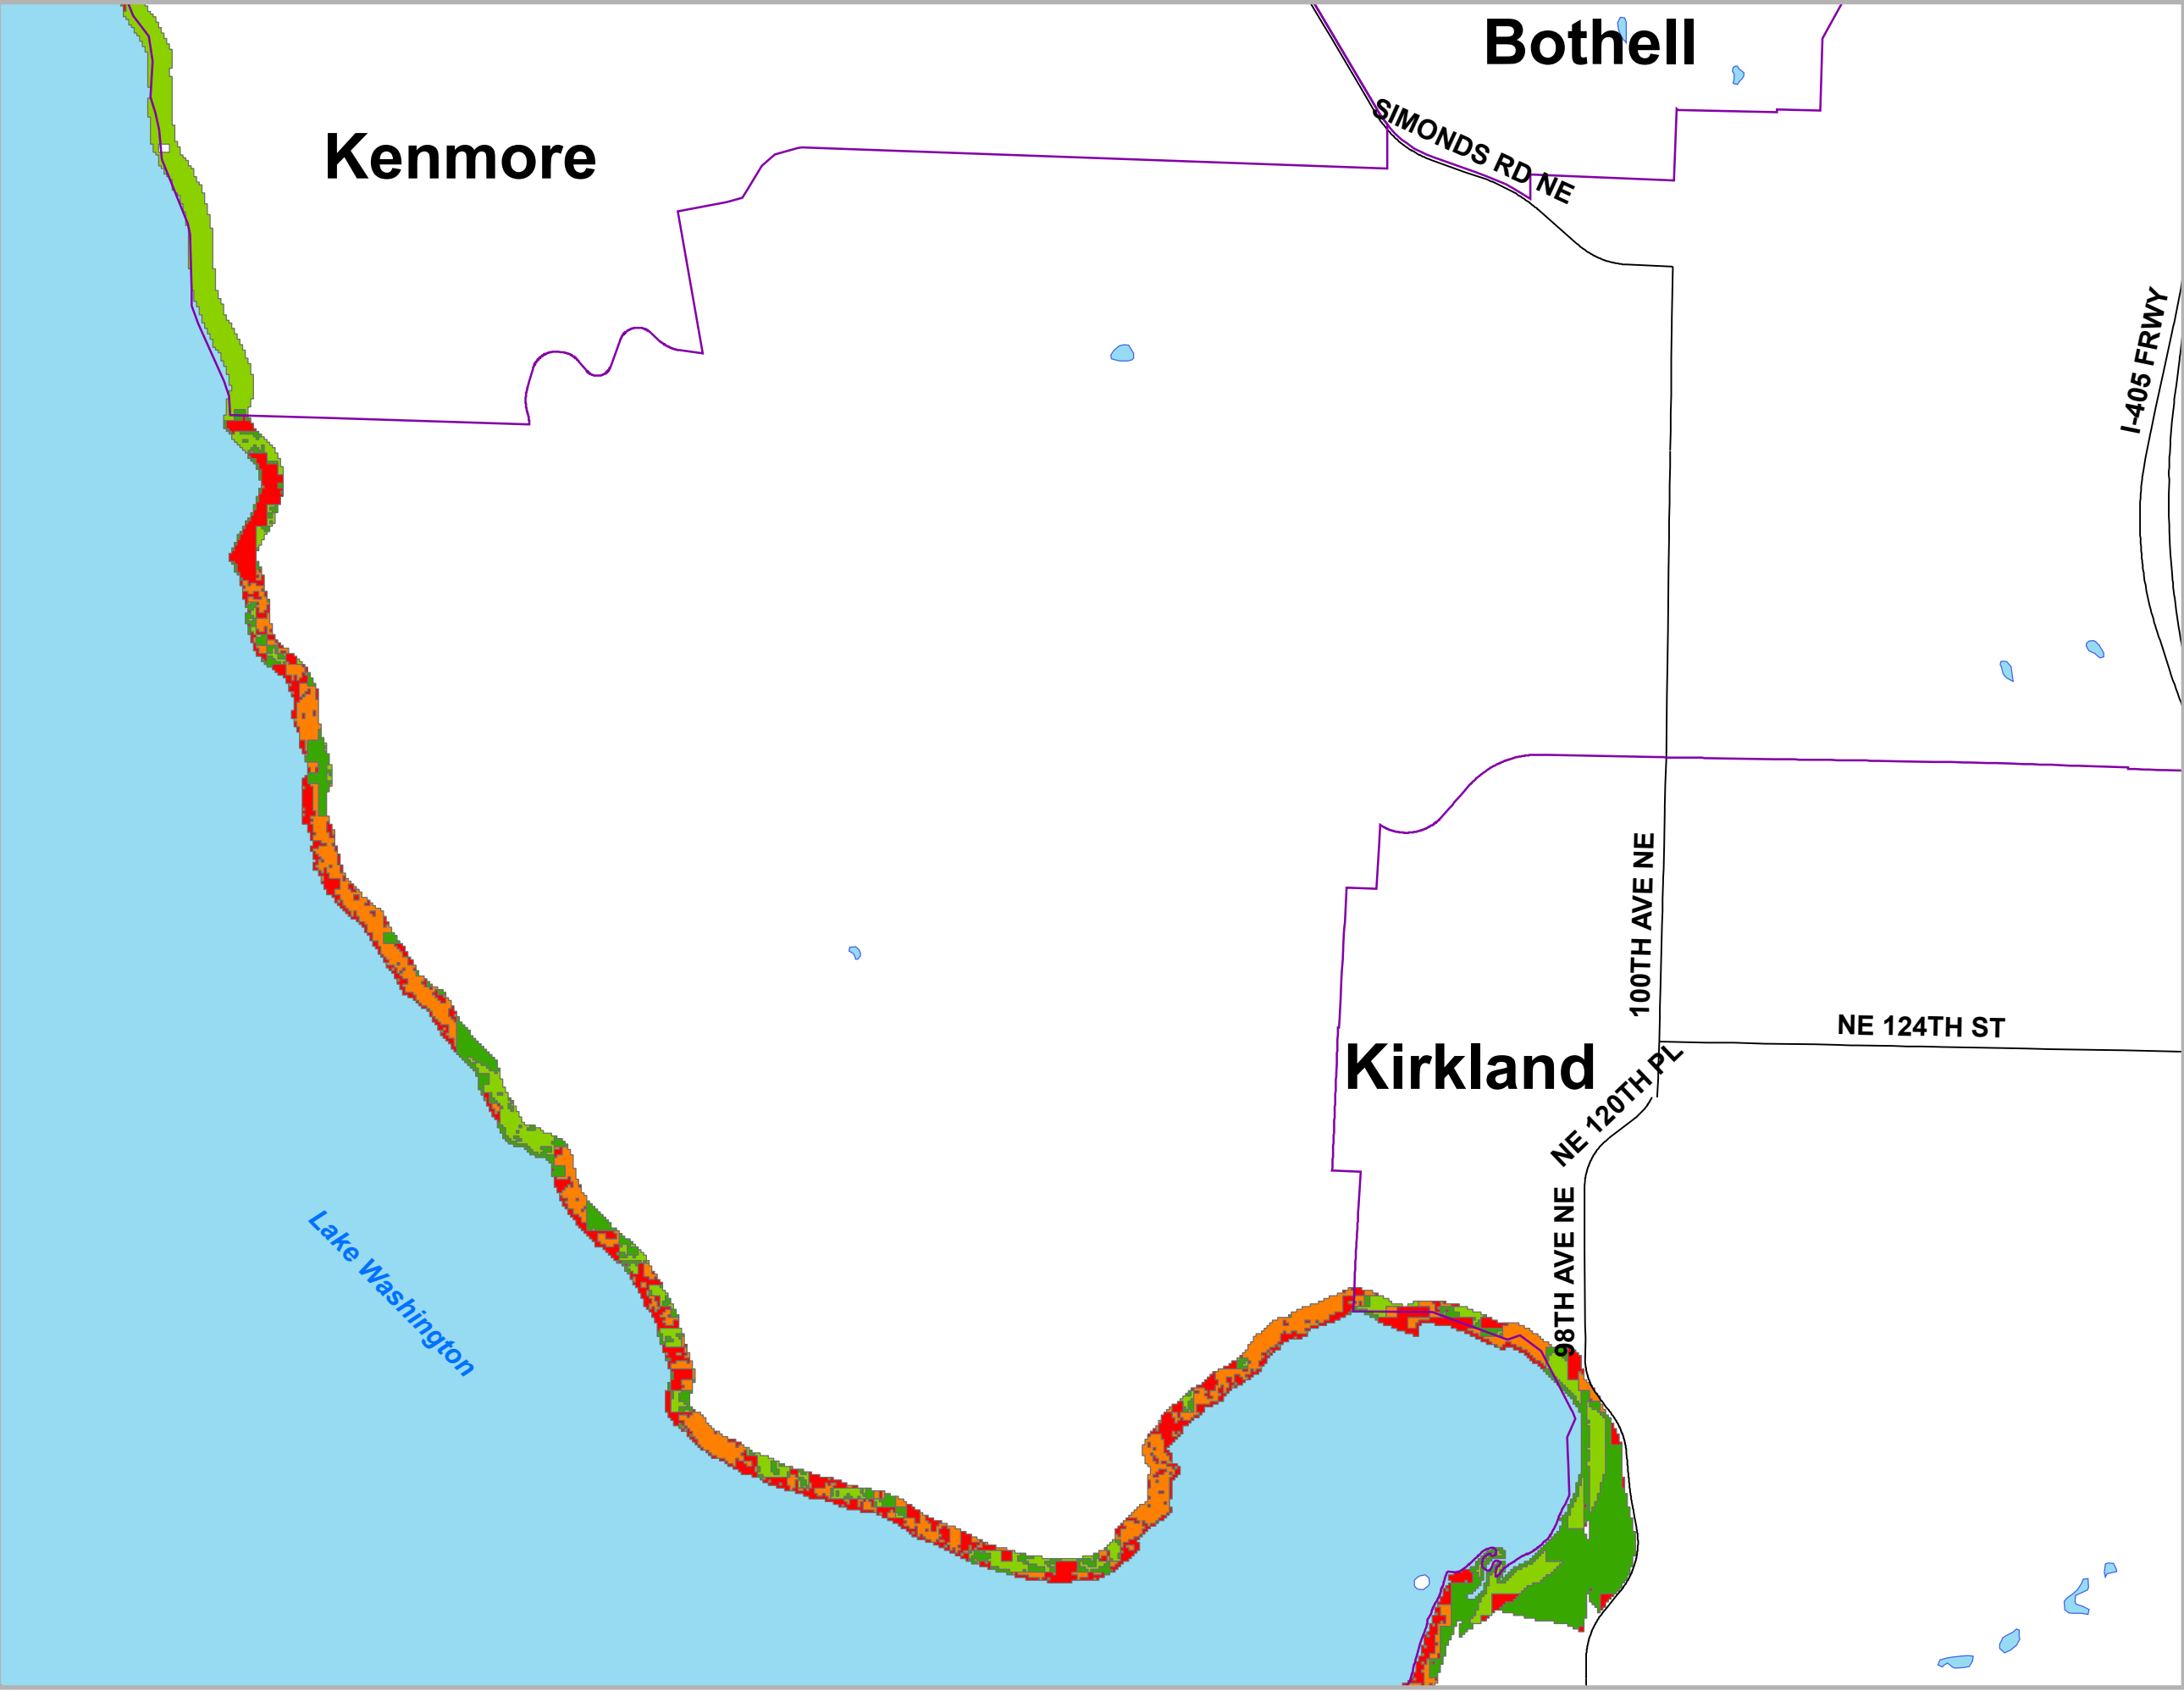 Bothell
Kenmore
SIMONDS RD NE
I-405 FRWY
100TH AVE NE
NE 124TH ST
Kirkland
NE 120TH PL
98TH AVE NE
Lake Washington